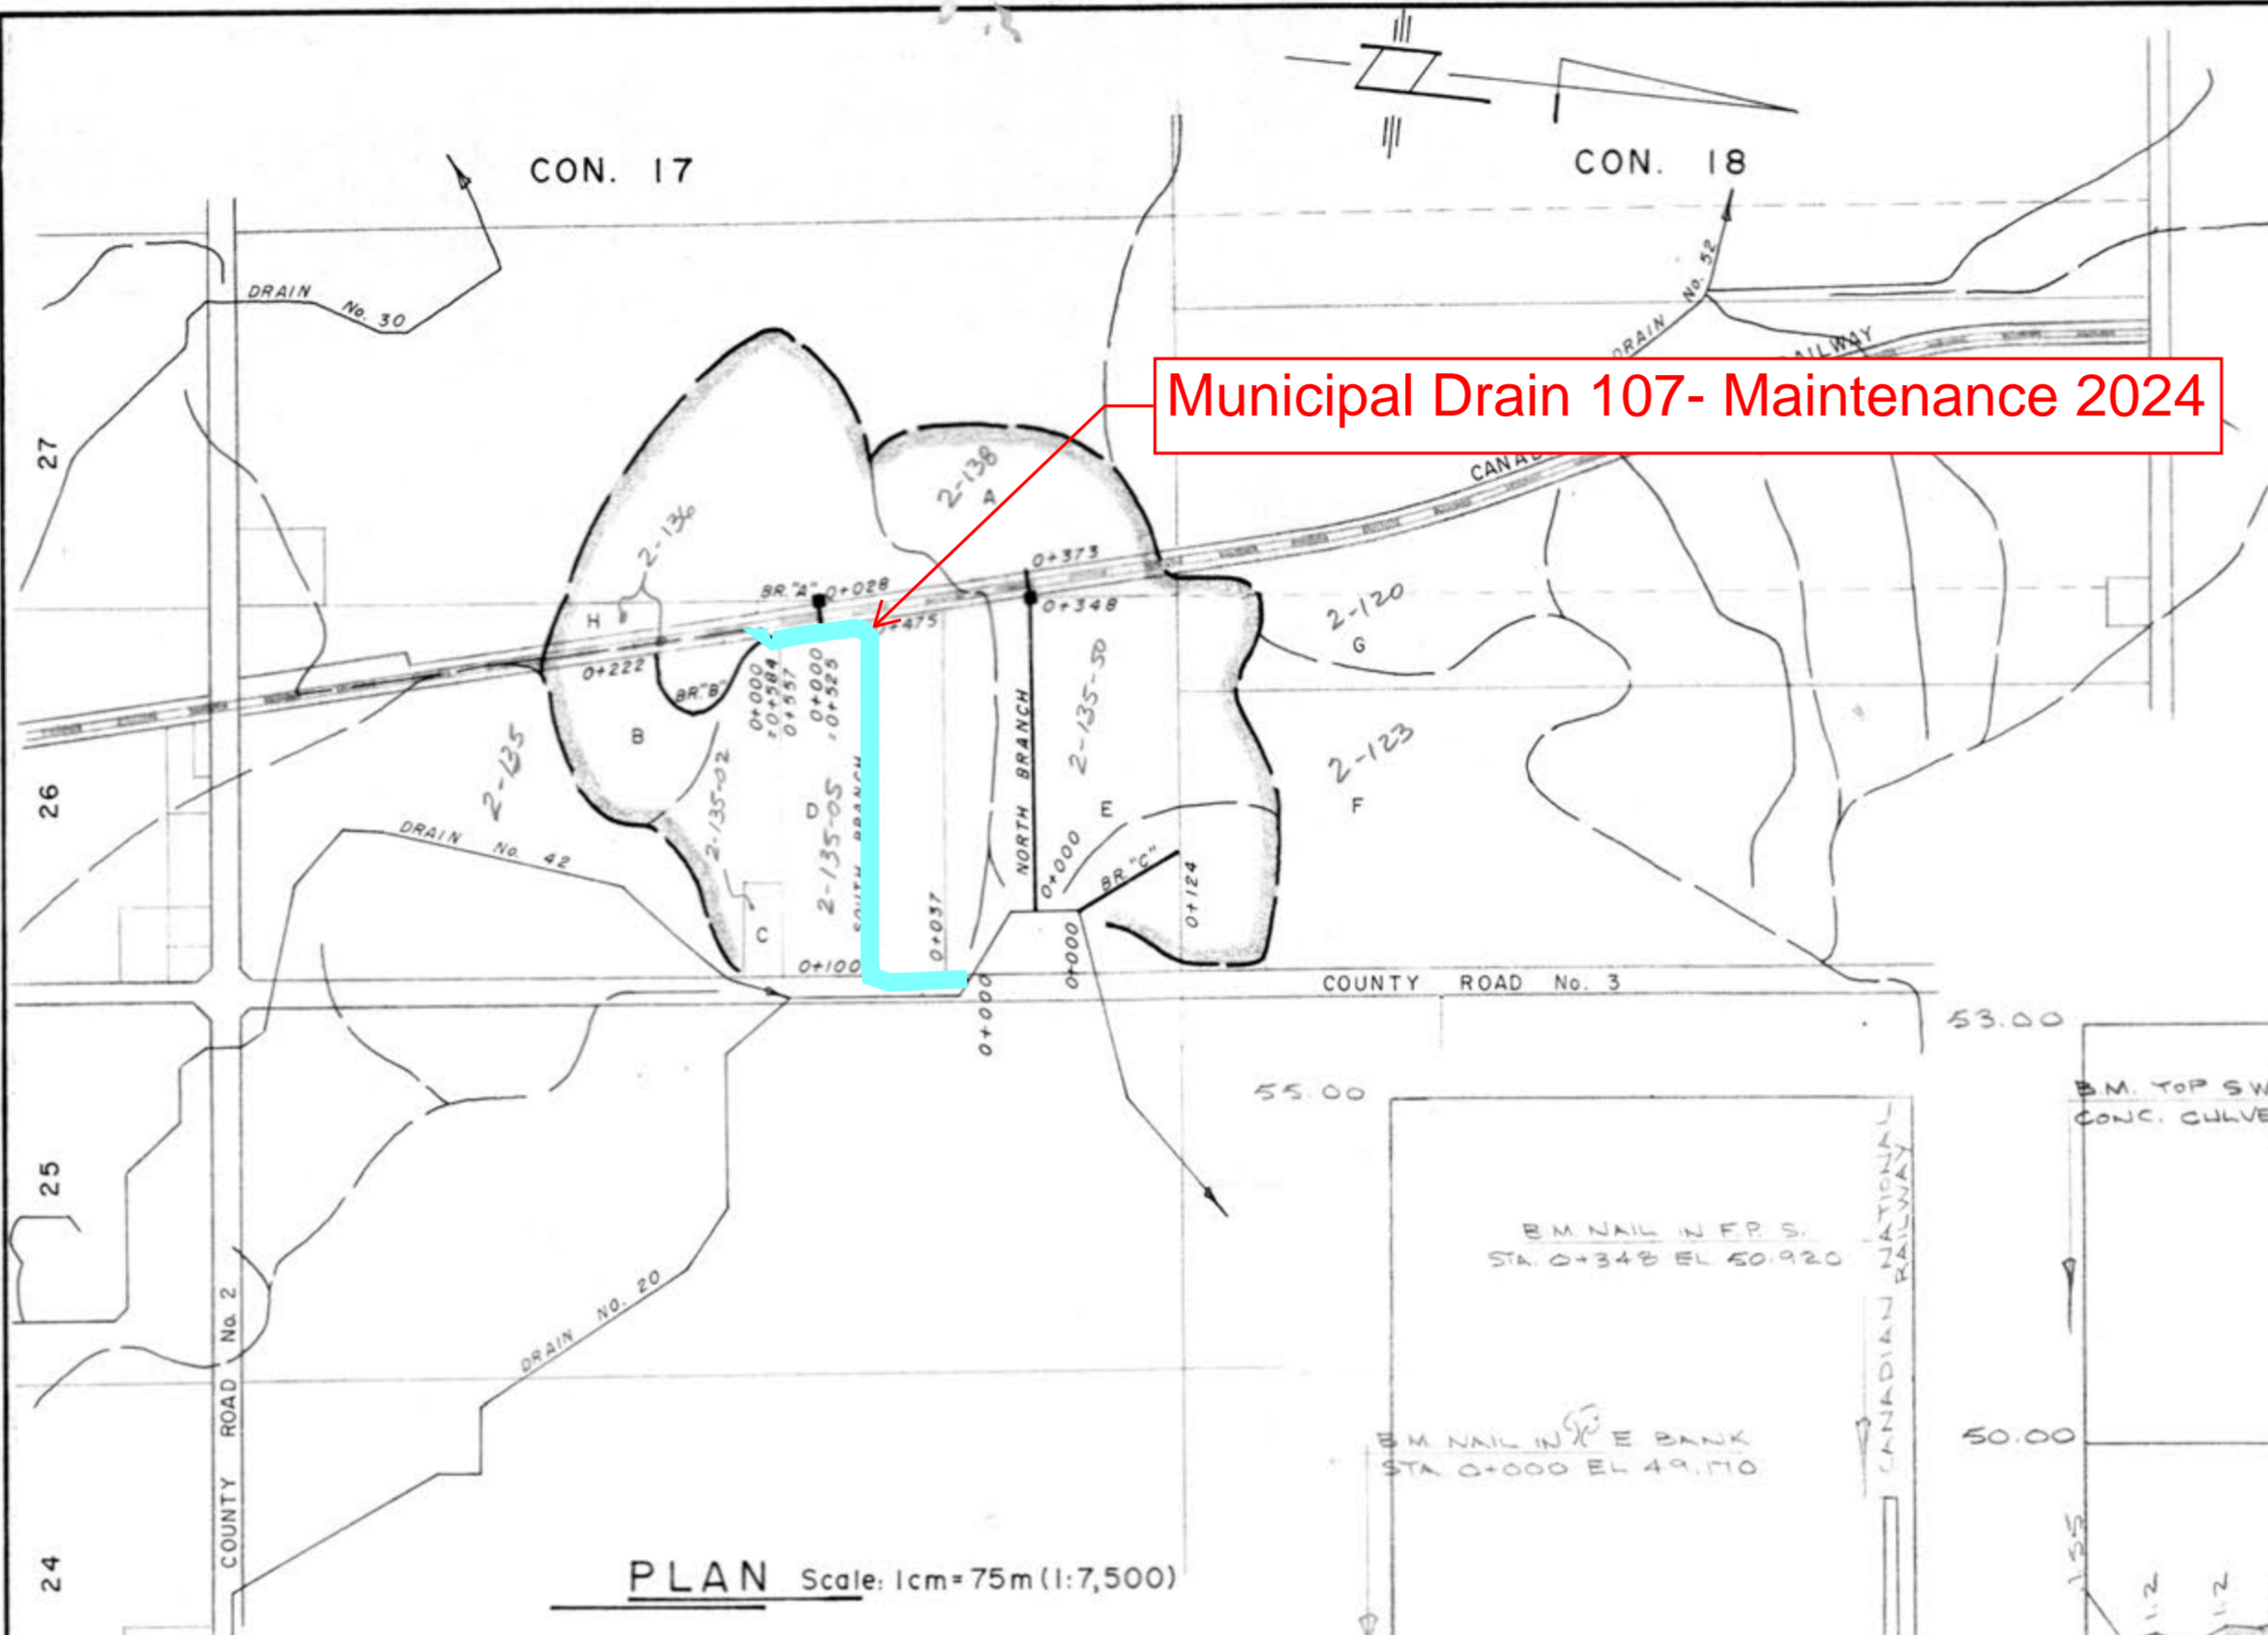 CON. 17
CON. 18
DRAIN No. 30
No. 52
DRAIN
Municipal Drain 107- Maintenance 2024
27
2-138
A
2-136
0+373
BR. "A" 0+028
0+348
0+475
H
2-120
G
0+222
BR. "B"
0+000
=0+584
0+557
0+000
=0+525
2-135-50
NORTH BRANCH
B
2-135
2-135-02
D
2-135-05
SOUTH BRANCH
E
2-123
F
26
DRAIN No. 42
0+000
BR. "C"
0+124
C
0+037
0+100
0+000
0+000
COUNTY ROAD No. 3
53.00
55.00
B.M. TOP SW
CONC. CULVE
25
CANADIAN NATIONAL
RAILWAY
B.M. NAIL IN F.P. S.
STA. 0+348 EL 50.920
COUNTY ROAD No. 2
DRAIN NO. 20
B.M NAIL IN E BANK
STA 0+000 EL 49.170
50.00
24
1.55
1.2
1.2
PLAN Scale: 1cm=75m (1:7,500)